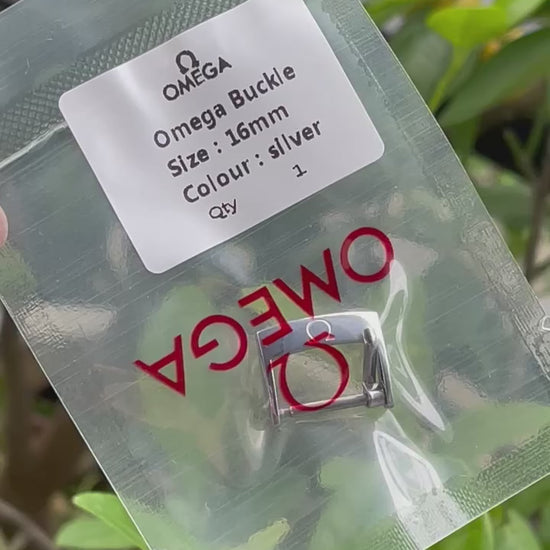 Ω
OMEGA
Omega Buckle
Size : 16mm
Colour : silver
Qty 1
OMEGA
Ω
Ω